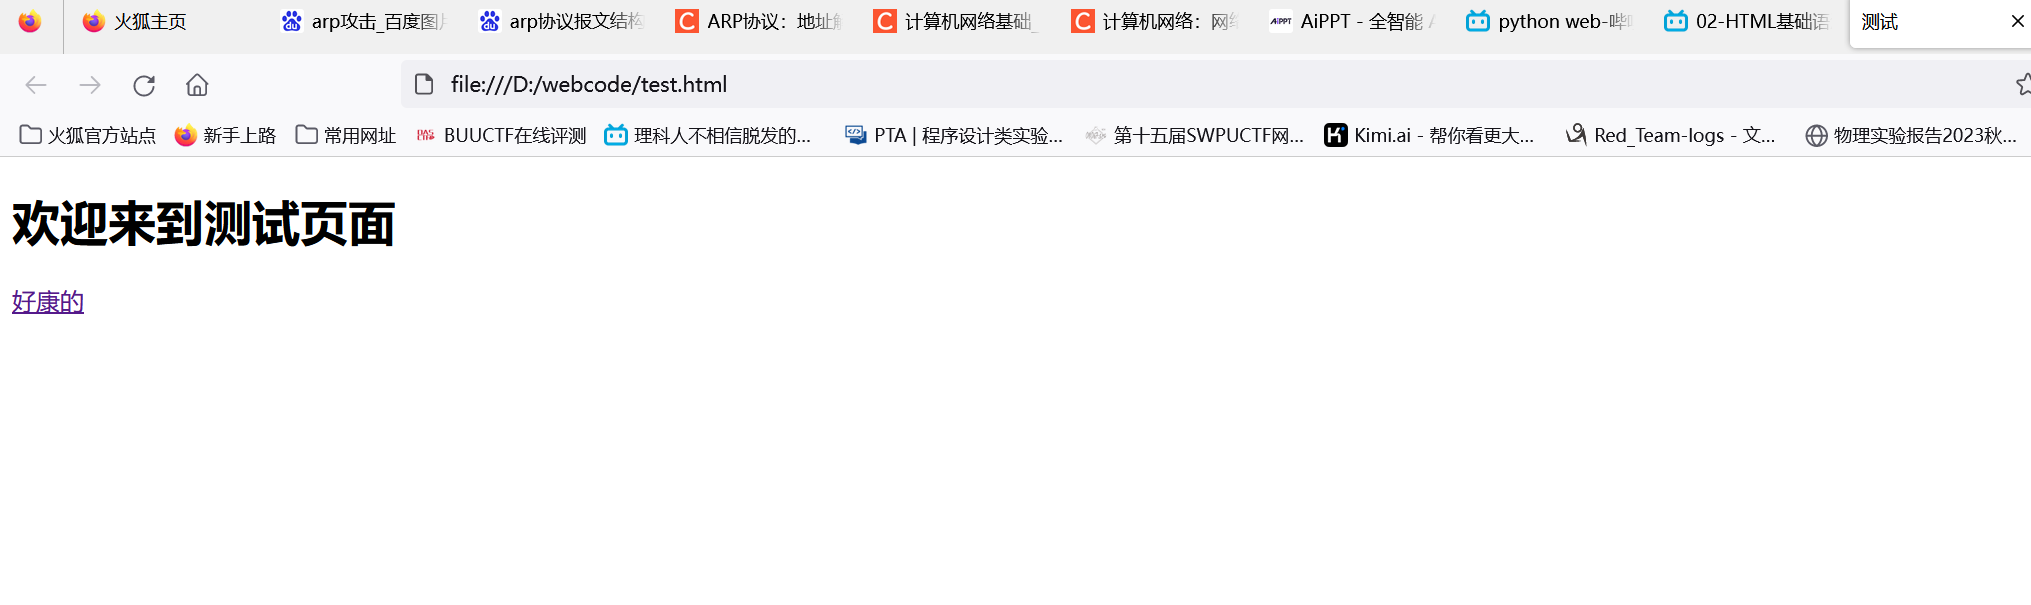 火狐主页 arp攻击_百度图片 arp协议报文结构 ARP协议：地址解 计算机网络基础_ 计算机网络：网络 AiPPT - 全智能 A python web-哔哩 02-HTML基础语 测试
file:///D:/webcode/test.html
火狐官方站点 新手上路 常用网址 BUUCTF在线评测 理科人不相信脱发的... PTA | 程序设计类实验... 第十五届SWPUCTF网... Kimi.ai - 帮你看更大... Red_Team-logs - 文... 物理实验报告2023秋...
欢迎来到测试页面
好康的